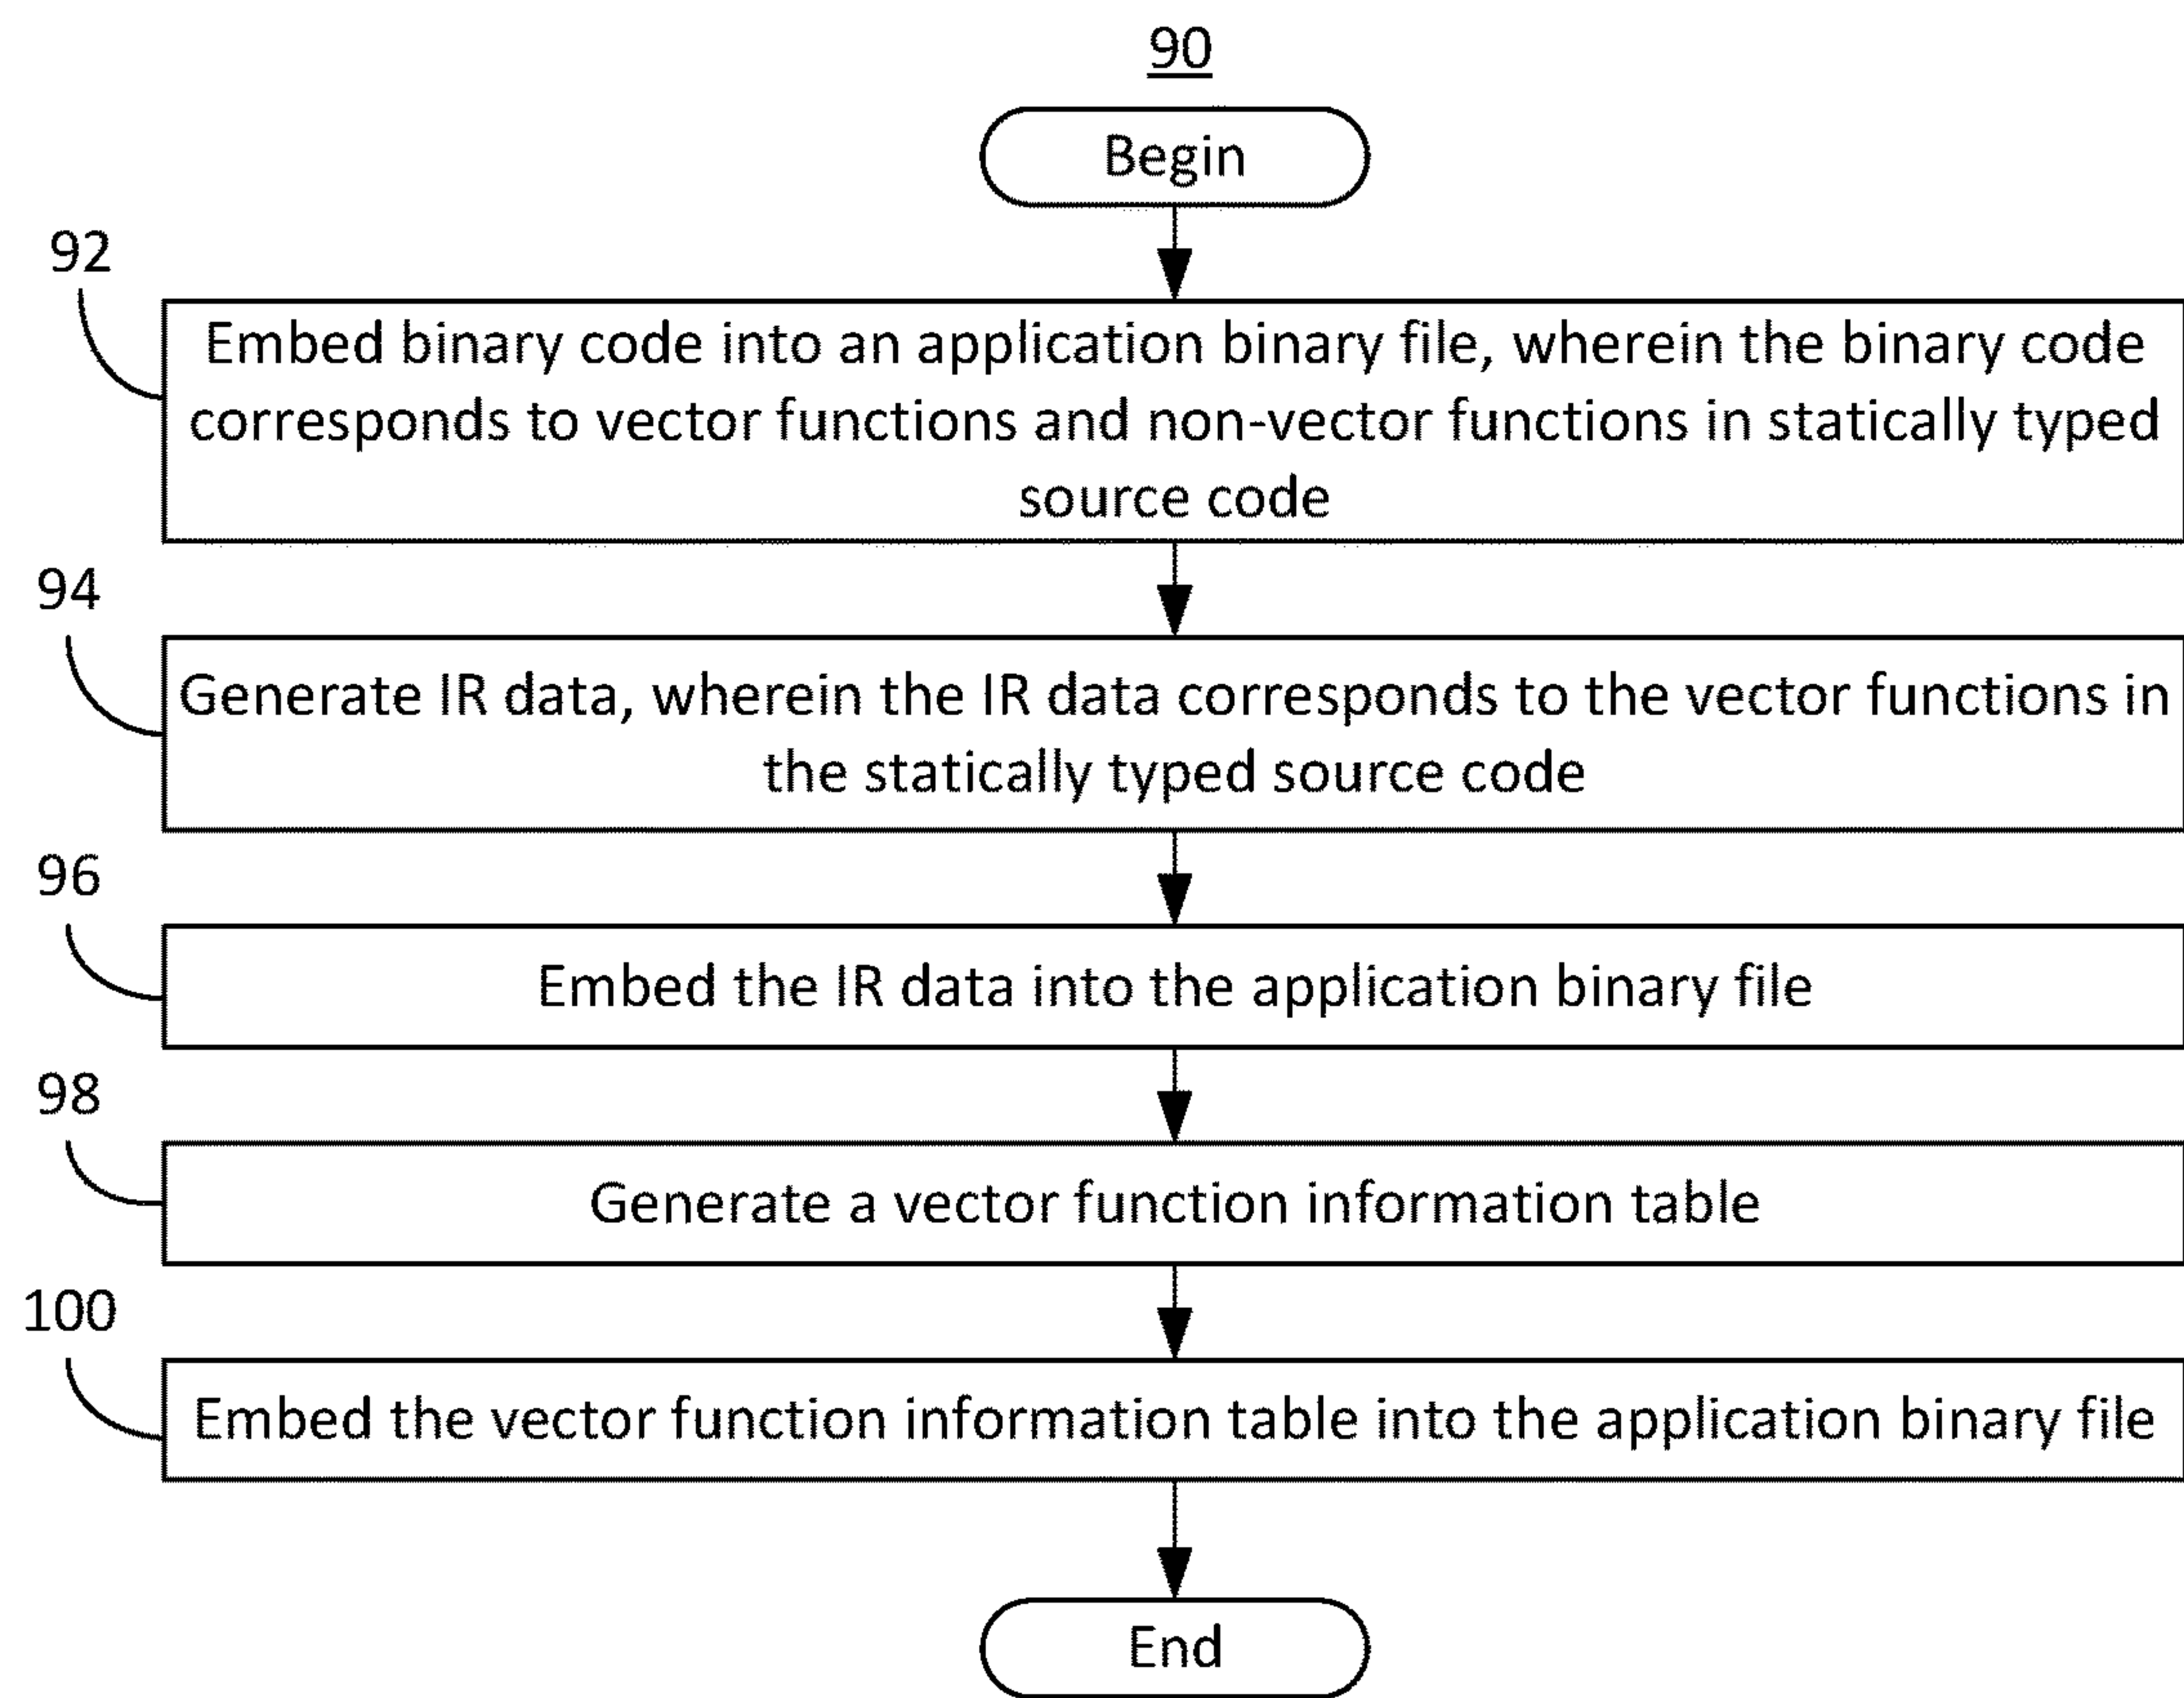 90
Begin
92
Embed binary code into an application binary file, wherein the binary code
corresponds to vector functions and non-vector functions in statically typed
source code
94
Generate IR data, wherein the IR data corresponds to the vector functions in
the statically typed source code
96
Embed the IR data into the application binary file
98
Generate a vector function information table
100
Embed the vector function information table into the application binary file
End